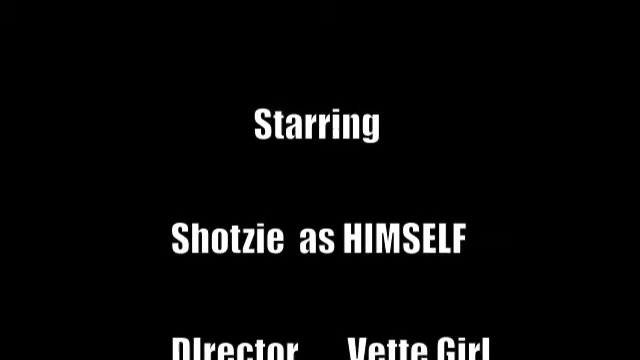 Starring
Shotzie as HIMSELF
DIrector Vette Girl